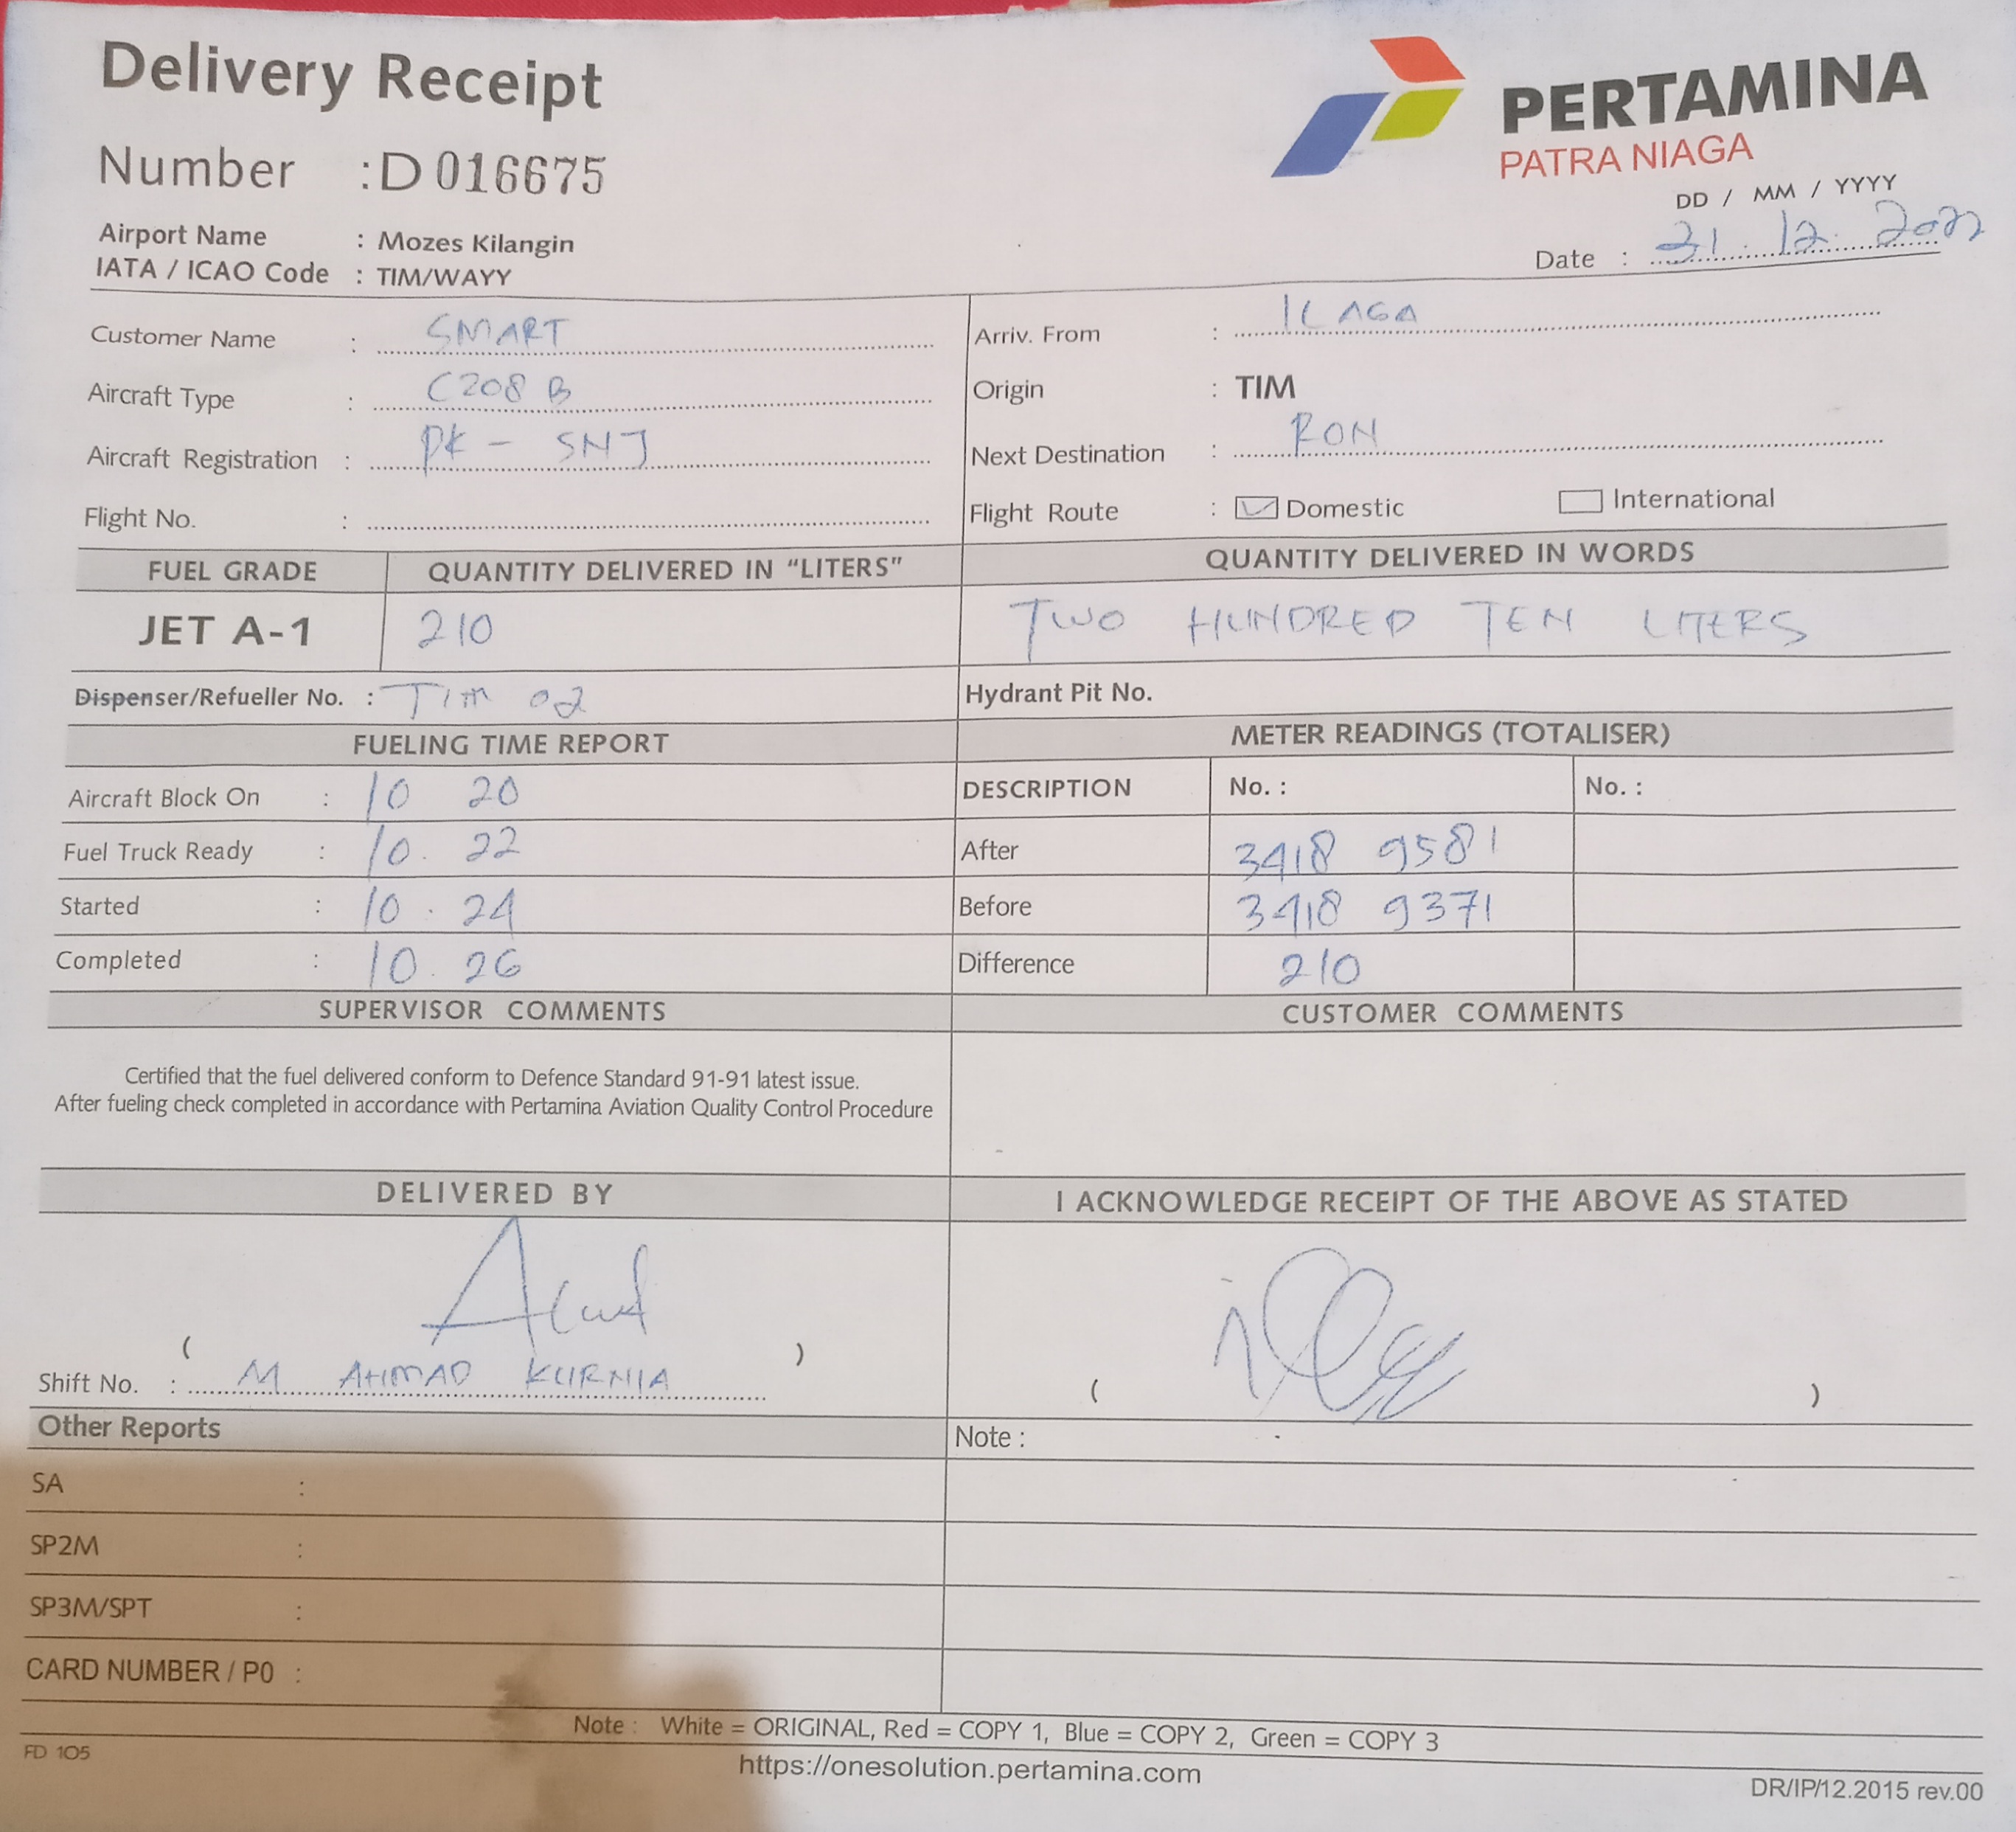 Delivery Receipt
PERTAMINA
PATRA NIAGA
Number : D 016675
DD / MM / YYYY
Airport Name : Mozes Kilangin
Date : 31 . 12 . 2022
IATA / ICAO Code : TIM/WAYY
Customer Name : SMART
Arriv. From : ILAGA
Aircraft Type : C208 B
Origin : TIM
Aircraft Registration : PK - SNJ
Next Destination : RON
Flight No. :
Flight Route : Domestic International
FUEL GRADE QUANTITY DELIVERED IN "LITERS" QUANTITY DELIVERED IN WORDS
JET A-1 210 TWO HUNDRED TEN LITERS
Dispenser/Refueller No. : TIM 02 Hydrant Pit No.
FUELING TIME REPORT METER READINGS (TOTALISER)
Aircraft Block On : 10 20 DESCRIPTION No. : No. :
Fuel Truck Ready : 10. 22 After 3418 9581
Started : 10 . 24 Before 3418 9371
Completed : 10. 26 Difference 210
SUPERVISOR COMMENTS CUSTOMER COMMENTS
Certified that the fuel delivered conform to Defence Standard 91-91 latest issue.
After fueling check completed in accordance with Pertamina Aviation Quality Control Procedure
DELIVERED BY I ACKNOWLEDGE RECEIPT OF THE ABOVE AS STATED
( )
Shift No. : M AHMAD KURNIA ( )
Other Reports Note :
SA :
SP2M :
SP3M/SPT :
CARD NUMBER / P0 :
Note : White = ORIGINAL, Red = COPY 1, Blue = COPY 2, Green = COPY 3
FD 105
https://onesolution.pertamina.com
DR/IP/12.2015 rev.00